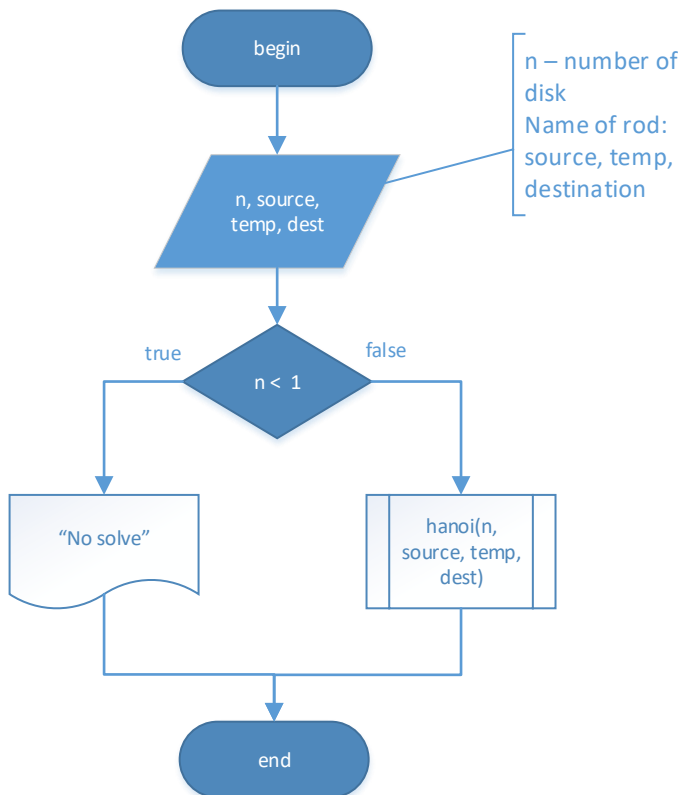 begin
n – number of
disk
Name of rod:
source, temp,
destination
n, source,
temp, dest
true
false
n < 1
“No solve”
hanoi(n,
source, temp,
dest)
end